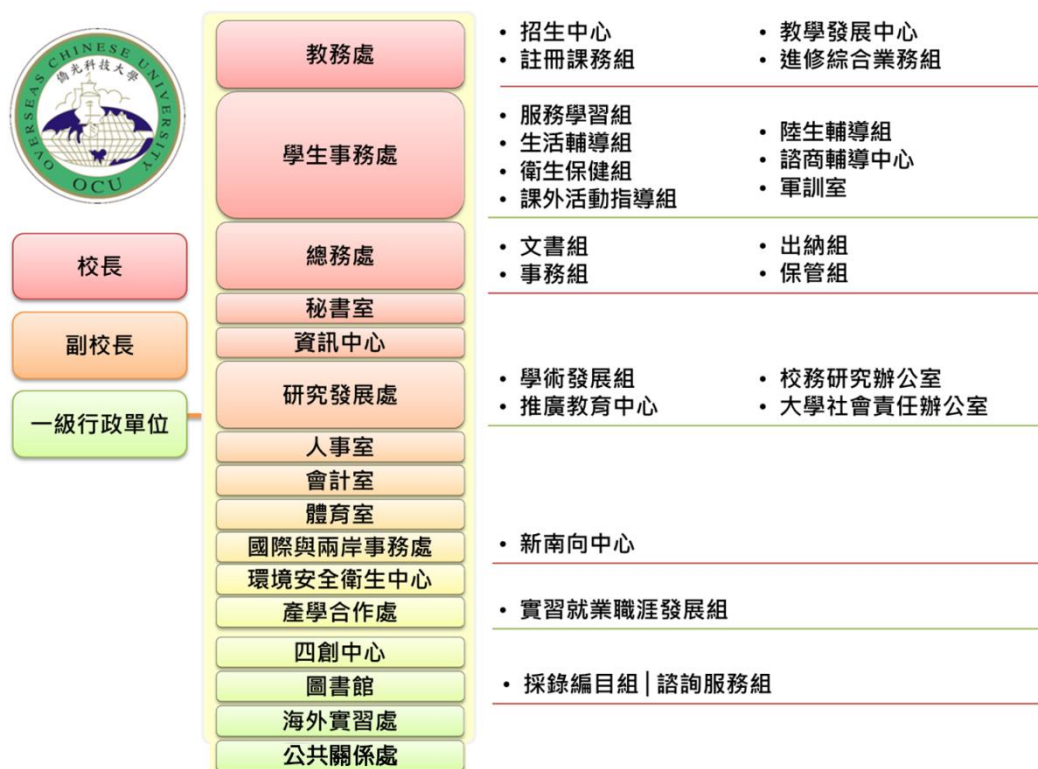 OVERSEAS CHINESE UNIVERSITY
僑光科技大學
OCU
校長
副校長
一級行政單位
教務處
• 招生中心
• 註冊課務組
• 教學發展中心
• 進修綜合業務組
學生事務處
• 服務學習組
• 生活輔導組
• 衛生保健組
• 課外活動指導組
• 陸生輔導組
• 諮商輔導中心
• 軍訓室
總務處
• 文書組
• 事務組
• 出納組
• 保管組
秘書室
資訊中心
研究發展處
• 學術發展組
• 推廣教育中心
• 校務研究辦公室
• 大學社會責任辦公室
人事室
會計室
體育室
國際與兩岸事務處
• 新南向中心
環境安全衛生中心
產學合作處
• 實習就業職涯發展組
四創中心
圖書館
• 採錄編目組|諮詢服務組
海外實習處
公共關係處